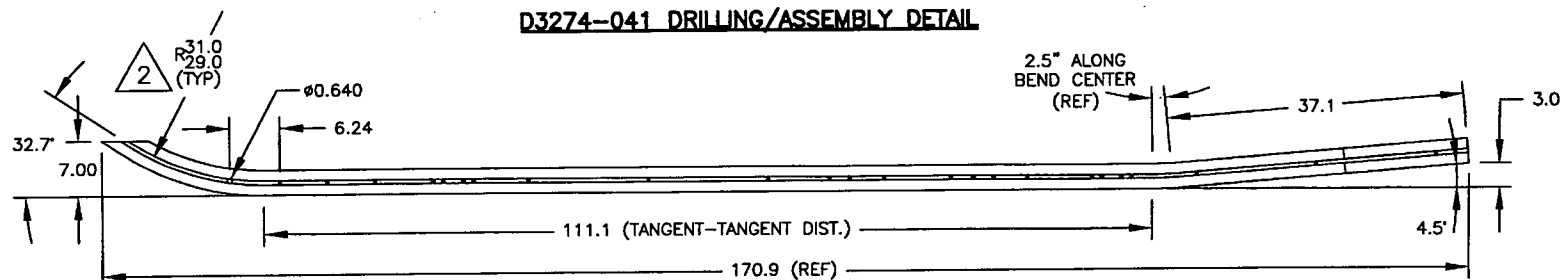 D3274-041 DRILLING/ASSEMBLY DETAIL
2
R31.0
29.0
(TYP)
ø0.640
6.24
32.7°
7.00
2.5" ALONG
BEND CENTER
(REF)
37.1
3.0
4.5°
111.1 (TANGENT-TANGENT DIST.)
170.9 (REF)